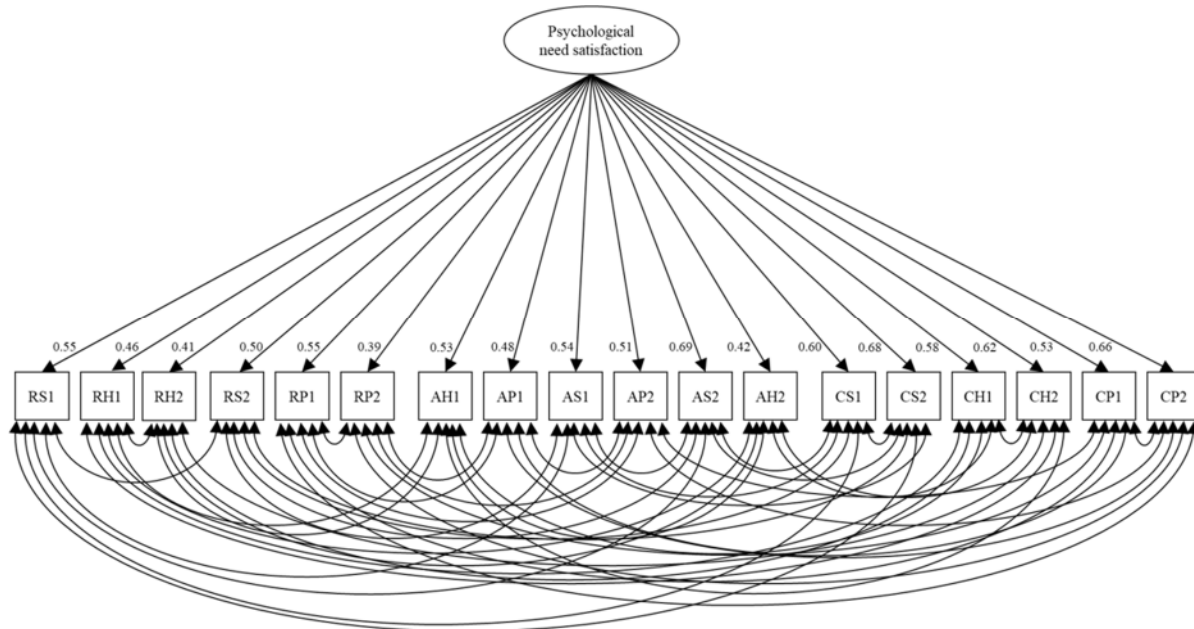 Psychological
need satisfaction
0.55 0.46 0.41 0.50 0.55 0.39 0.53 0.48 0.54 0.51 0.69 0.42 0.60 0.68 0.58 0.62 0.53 0.66
RS1 RH1 RH2 RS2 RP1 RP2 AH1 AP1 AS1 AP2 AS2 AH2 CS1 CS2 CH1 CH2 CP1 CP2